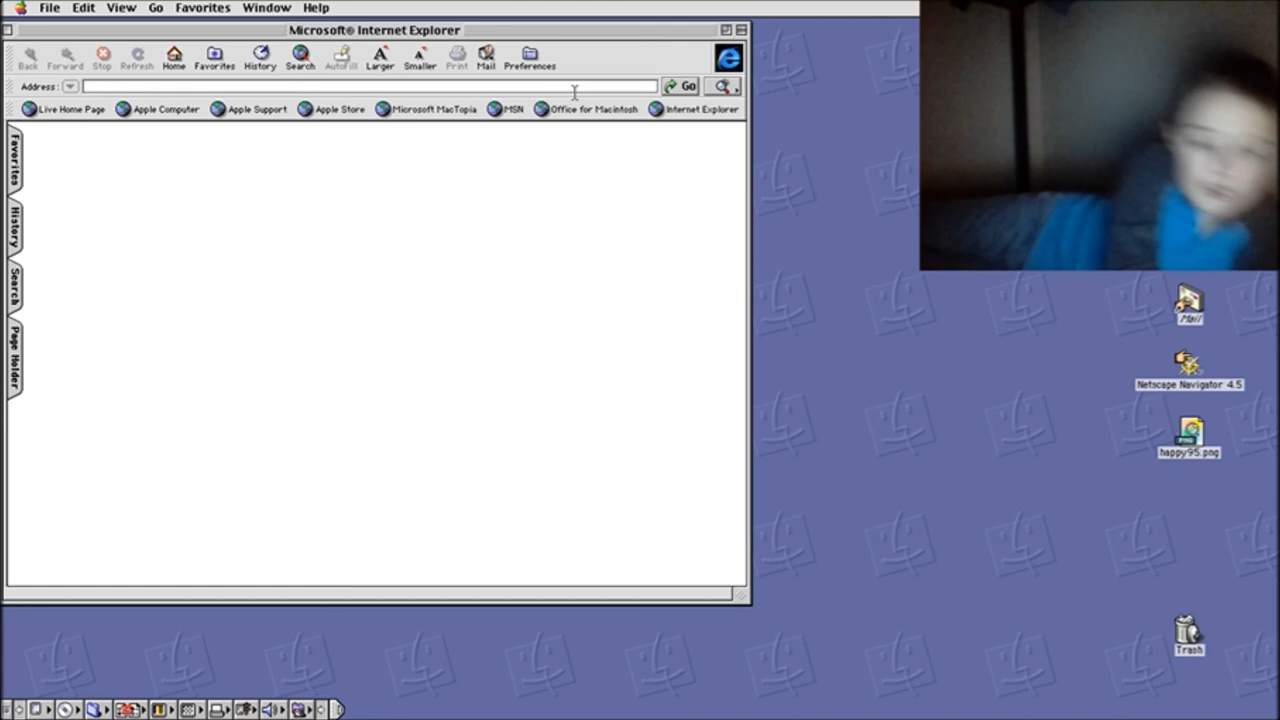 File Edit View Go Favorites Window Help
Microsoft® Internet Explorer
Back Forward Stop Refresh Home Favorites History Search AutoFill Larger Smaller Print Mail Preferences
Address: Go
Live Home Page Apple Computer Apple Support Apple Store Microsoft MacTopia MSN Office for Macintosh Internet Explorer
Favorites
History
Search
Page Holder
Mail
Netscape Navigator 4.5
PNG
happy95.png
Trash